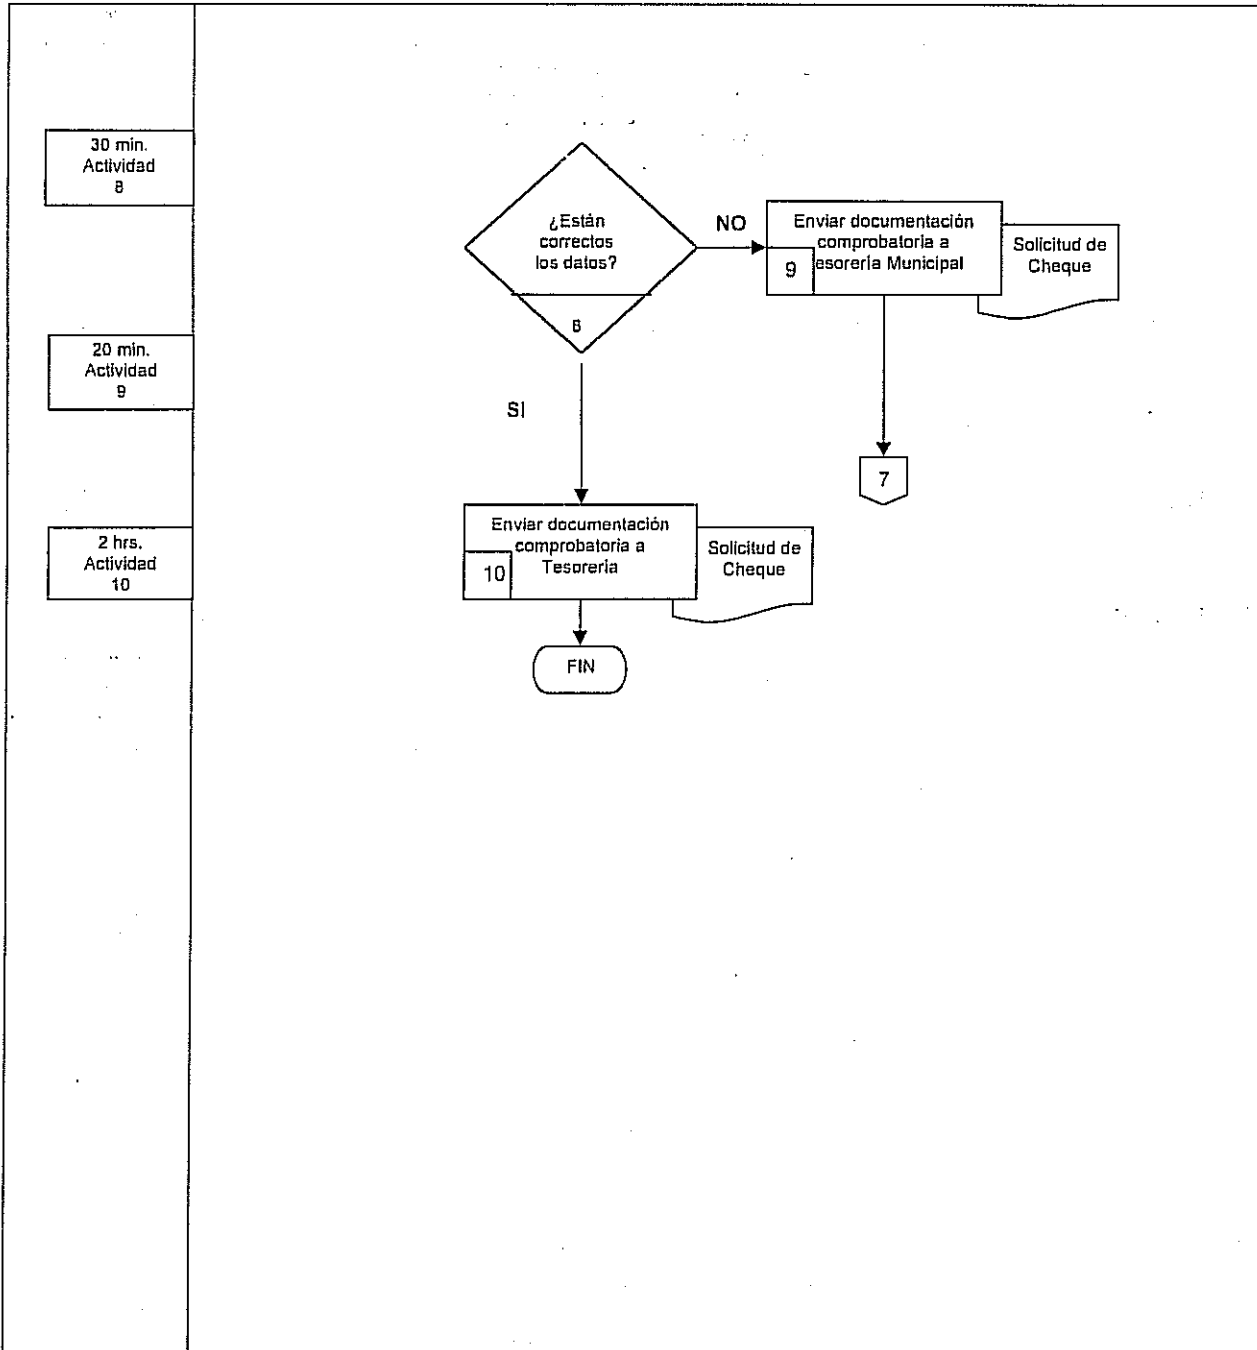 30 min.
Actividad
8
¿Están
correctos
los datos?
8
NO
Enviar documentación
comprobatoria a
esorería Municipal
9
Solicitud de
Cheque
20 min.
Actividad
9
SI
7
2 hrs.
Actividad
10
Enviar documentación
comprobatoria a
Tesorería
10
Solicitud de
Cheque
FIN